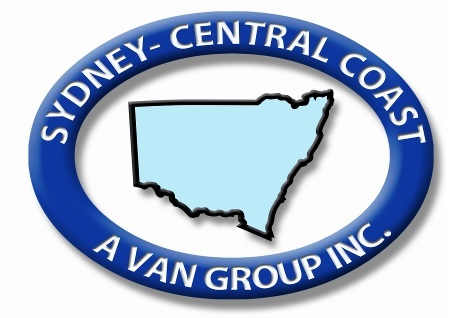 SYDNEY- CENTRAL COAST
A VAN GROUP INC.